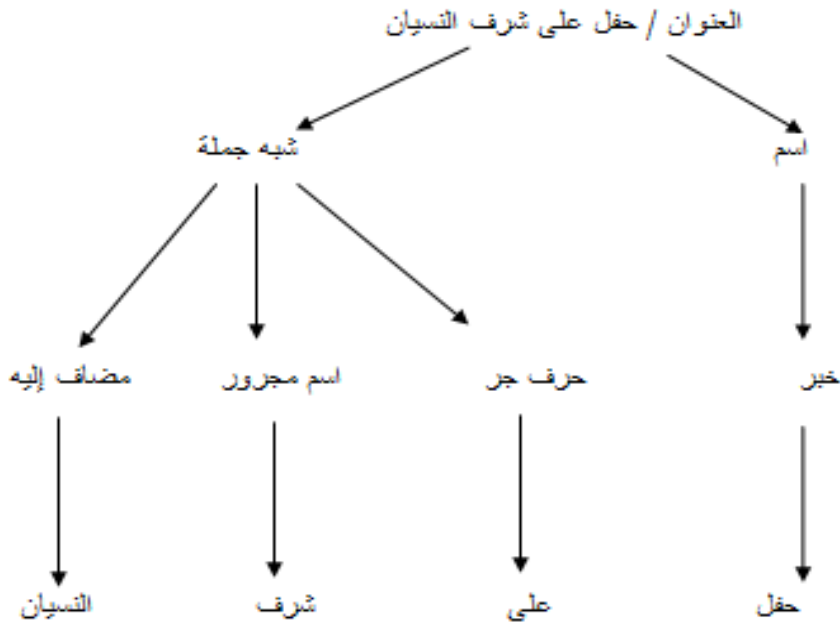 العنوان / حفل على شرف النسيان
اسم شبه جملة
خبر حرف جر اسم مجرور مضاف إليه
حفل على شرف النسيان